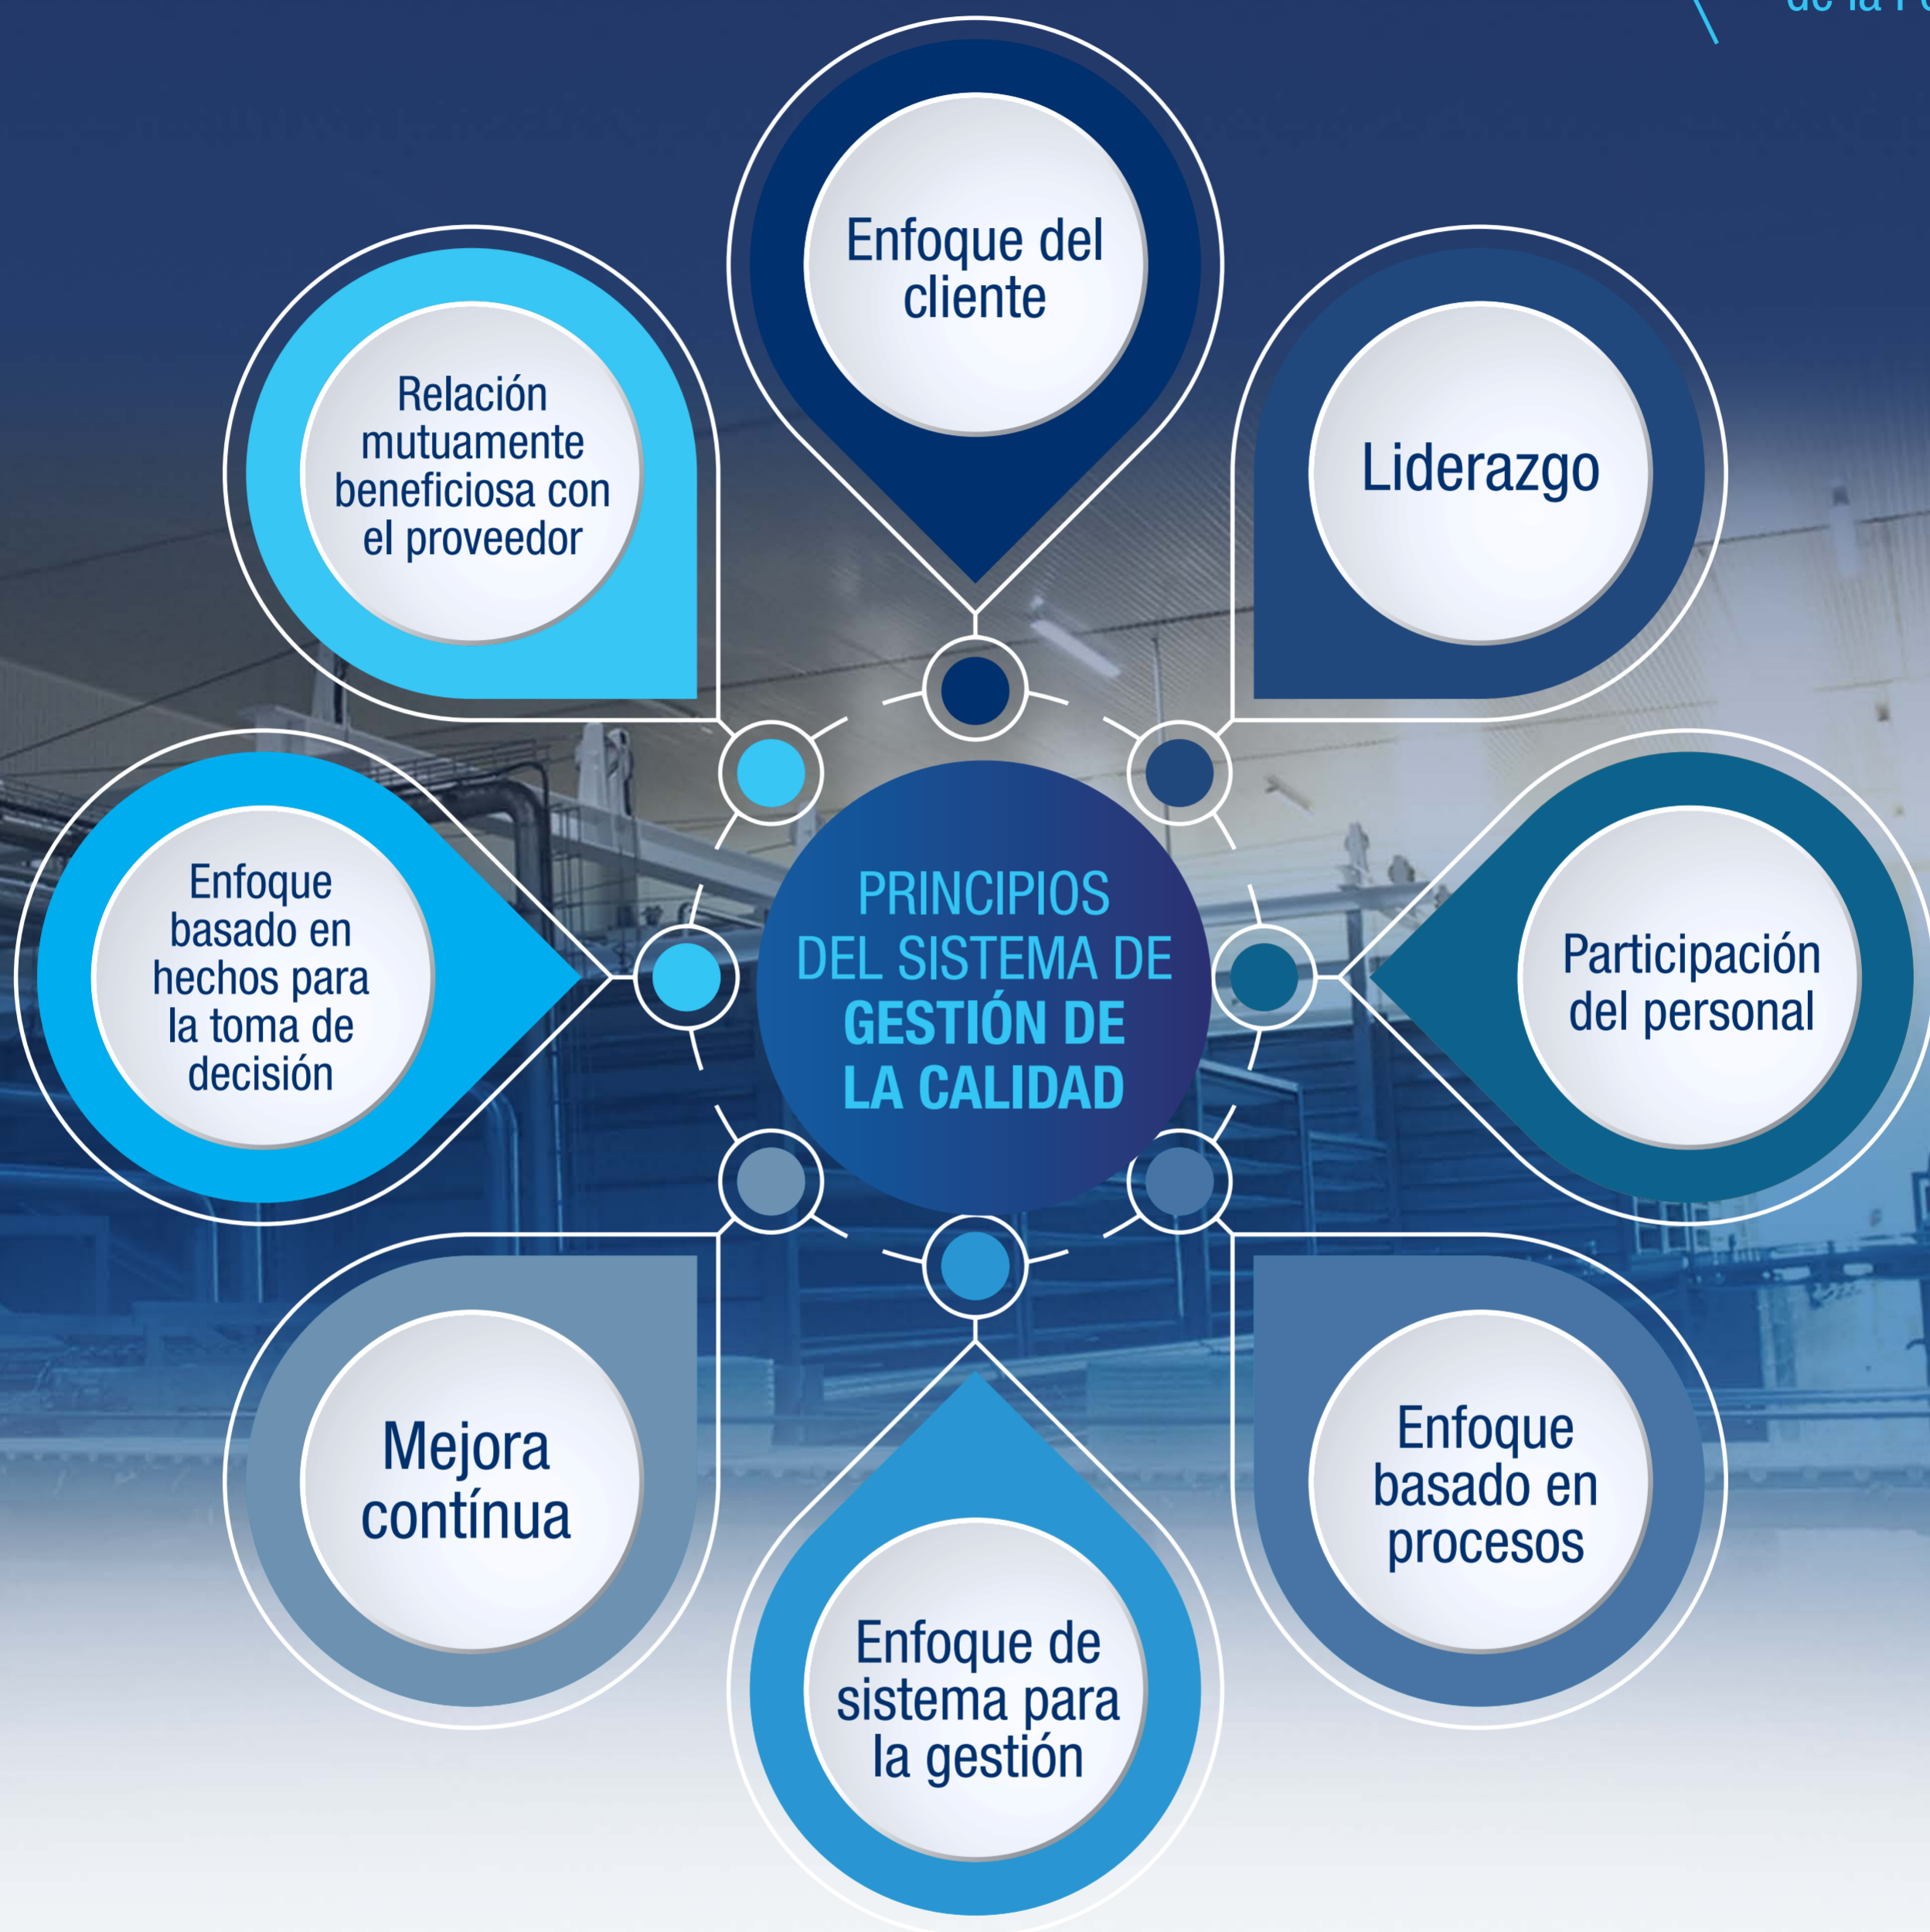 de la
PRINCIPIOS
DEL SISTEMA DE
GESTIÓN DE
LA CALIDAD
Enfoque del
cliente
Liderazgo
Participación
del personal
Enfoque
basado en
procesos
Enfoque de
sistema para
la gestión
Mejora
contínua
Enfoque
basado en
hechos para
la toma de
decisión
Relación
mutuamente
beneficiosa con
el proveedor